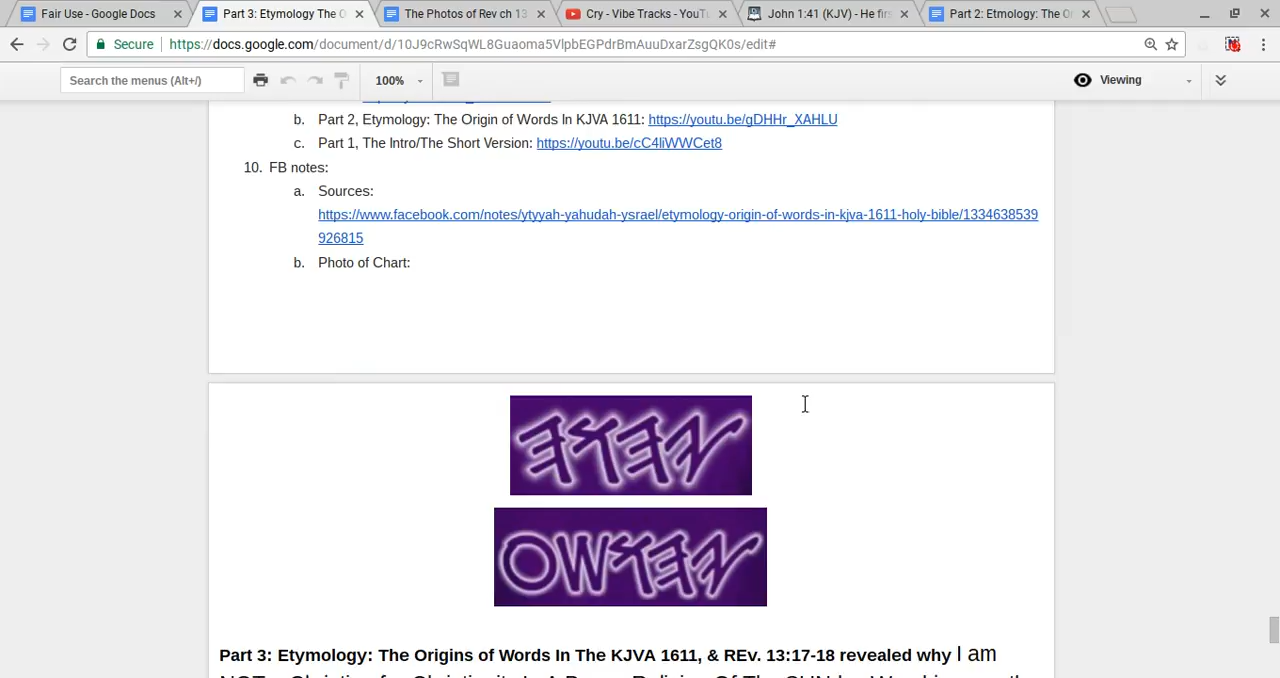 Fair Use - Google Docs Part 3: Etymology The O The Photos of Rev ch 13 Cry - Vibe Tracks - YouTu John 1:41 (KJV) - He firs Part 2: Etmology: The Or
Secure https://docs.google.com/document/d/10J9cRwSqWL8Guaoma5VlpbEGPdrBmAuuDxarZsgQK0s/edit#
Search the menus (Alt+/) 100% Viewing
b. Part 2, Etymology: The Origin of Words In KJVA 1611: https://youtu.be/gDHHr_XAHLU
c. Part 1, The Intro/The Short Version: https://youtu.be/cC4liWWCet8
10. FB notes:
a. Sources:
https://www.facebook.com/notes/ytyyah-yahudah-ysrael/etymology-origin-of-words-in-kjva-1611-holy-bible/1334638539
926815
b. Photo of Chart:
𐤉𐤄𐤅𐤄
𐤉𐤄𐤅𐤔𐤏
Part 3: Etymology: The Origins of Words In The KJVA 1611, & REv. 13:17-18 revealed why I am